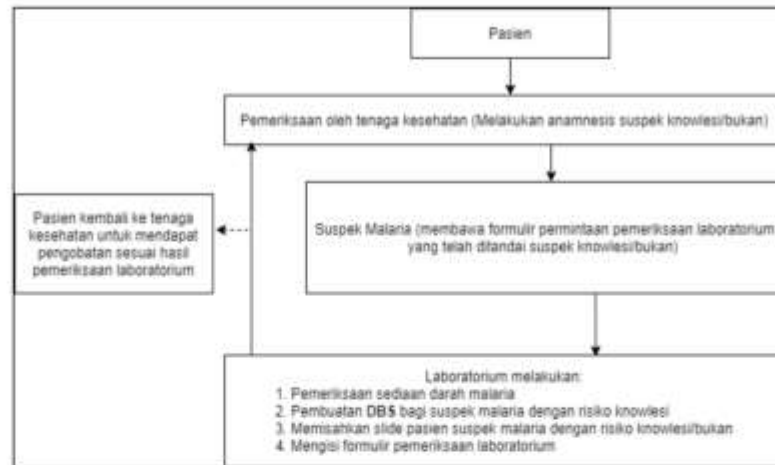 Pasien
Pemeriksaan oleh tenaga kesehatan (Melakukan anamnesis suspek knowlesi/bukan)
Pasien kembali ke tenaga
kesehatan untuk mendapat
pengobatan sesuai hasil
pemeriksaan laboratorium
Suspek Malaria (membawa formulir permintaan pemeriksaan laboratorium
yang telah ditandai suspek knowlesi/bukan)
Laboratorium melakukan:
1. Pemeriksaan sediaan darah malaria
2. Pembuatan DBS bagi suspek malaria dengan risiko knowlesi
3. Memisahkan slide pasien suspek malaria dengan risiko knowlesi/bukan
4. Mengisi formulir pemeriksaan laboratorium